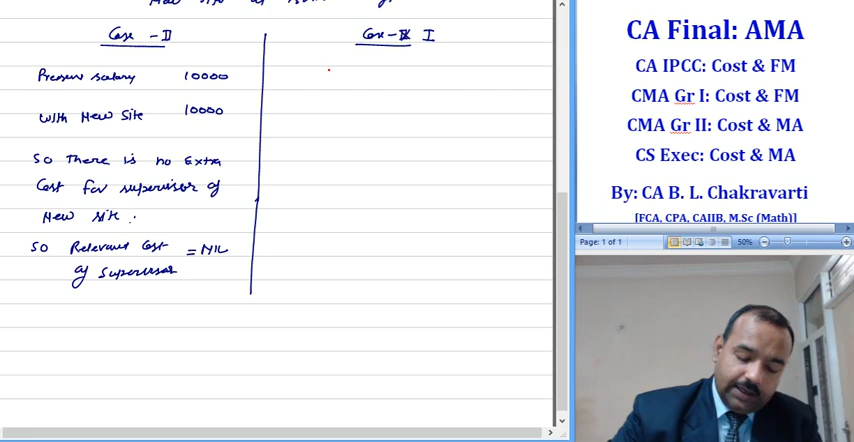 Case - II
Present salary 10000
with New site 10000
So There is no Extra
Cost for supervisor of
New site.
So Relevant Cost = NIL
of supervisor
Case - I
CA Final: AMA
CA IPCC: Cost & FM
CMA Gr I: Cost & FM
CMA Gr II: Cost & MA
CS Exec: Cost & MA
By: CA B. L. Chakravarti
[FCA, CPA, CAIIB, M.Sc (Math)]
Page: 1 of 1
50%